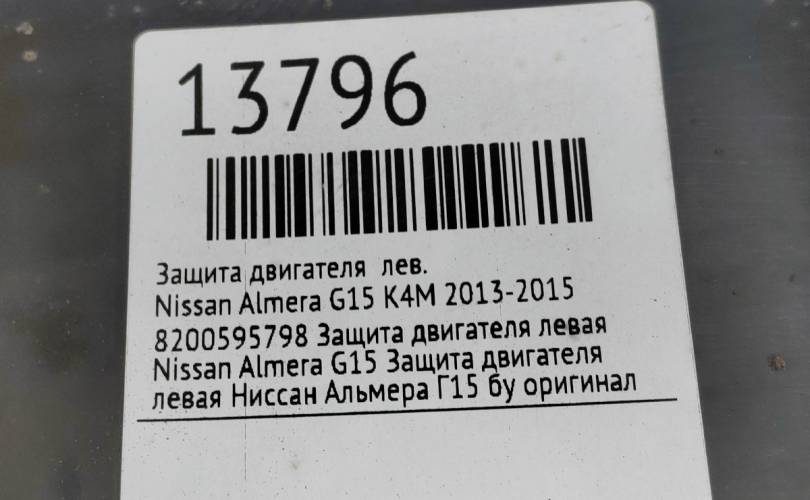 13796
Защита двигателя  лев.
Nissan Almera G15 K4M 2013-2015
8200595798 Защита двигателя левая
Nissan Almera G15 Защита двигателя
левая Ниссан Альмера Г15 бу оригинал